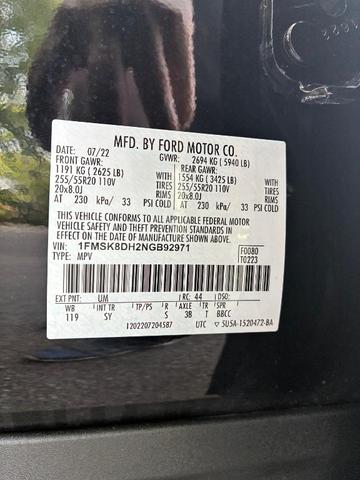 MFD. BY FORD MOTOR CO.
DATE: 07/22 GVWR: 2694 KG ( 5940 LB)
FRONT GAWR: REAR GAWR:
1191 KG ( 2625 LB) WITH 1554 KG ( 3425 LB) WITH
255/55R20 110V TIRES 255/55R20 110V TIRES
20x8.0J RIMS 20x8.0J RIMS
AT 230 kPa/ 33 PSI COLD AT 230 kPa/ 33 PSI COLD
THIS VEHICLE CONFORMS TO ALL APPLICABLE FEDERAL MOTOR
VEHICLE SAFETY AND THEFT PREVENTION STANDARDS IN EFFECT
ON THE DATE OF MANUFACTURE SHOWN ABOVE.
VIN: 1FMSK8DH2NGB92971 F0080
TYPE: MPV T0223
EXT PNT: UM RC: 44 DSO:
WB INT TR TP/PS R AXLE TR SPR
119 SY S 3B T BBCC
1202207204587 UTC 5U5A-1520472-BA